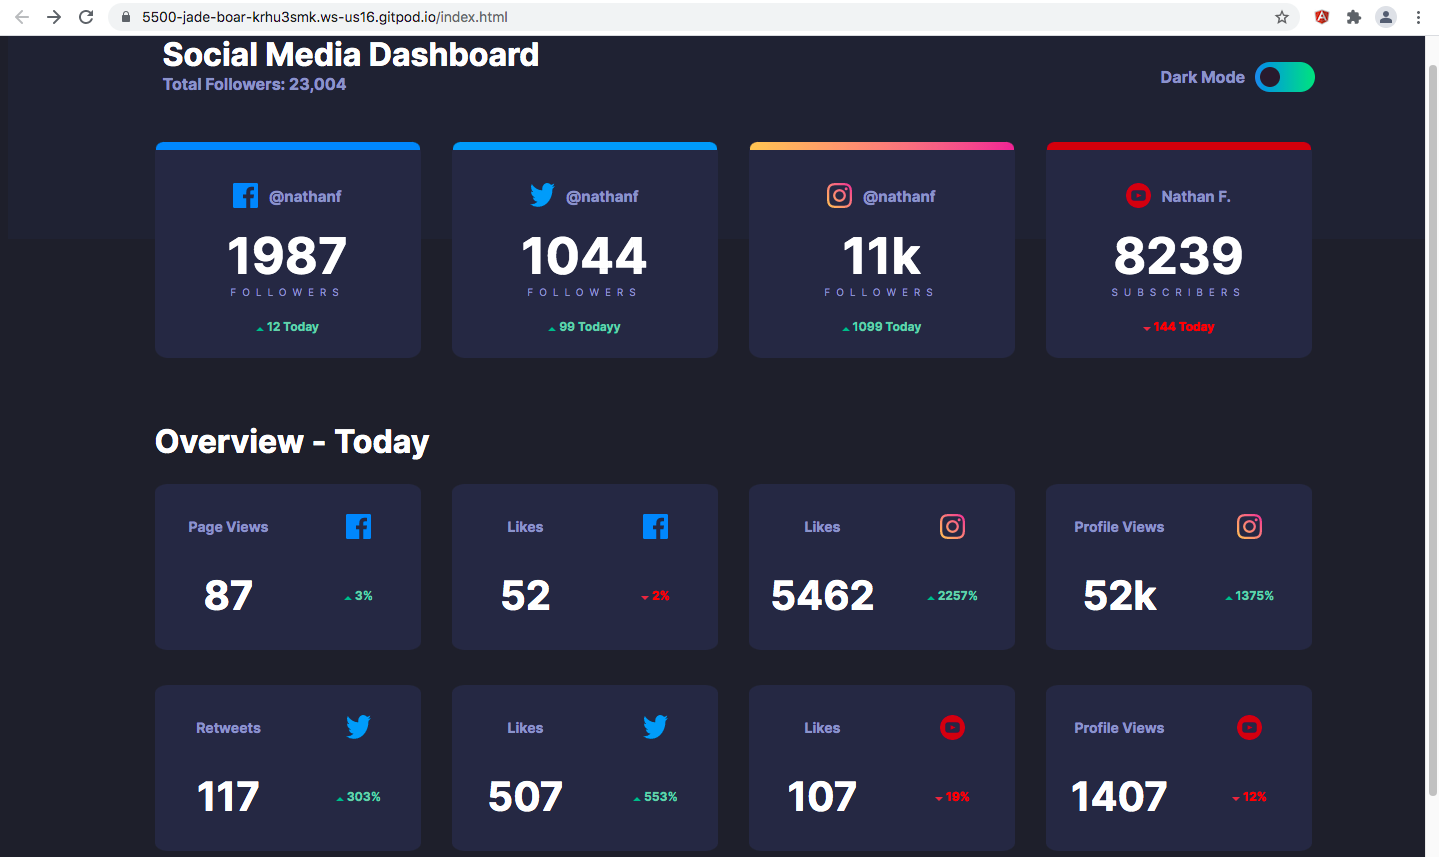 5500-jade-boar-krhu3smk.ws-us16.gitpod.io/index.html
Social Media Dashboard
Total Followers: 23,004
Dark Mode
@nathanf
1987
FOLLOWERS
12 Today
@nathanf
1044
FOLLOWERS
99 Todayy
@nathanf
11k
FOLLOWERS
1099 Today
Nathan F.
8239
SUBSCRIBERS
144 Today
Overview - Today
Page Views
87
3%
Likes
52
2%
Likes
5462
2257%
Profile Views
52k
1375%
Retweets
117
303%
Likes
507
553%
Likes
107
19%
Profile Views
1407
12%